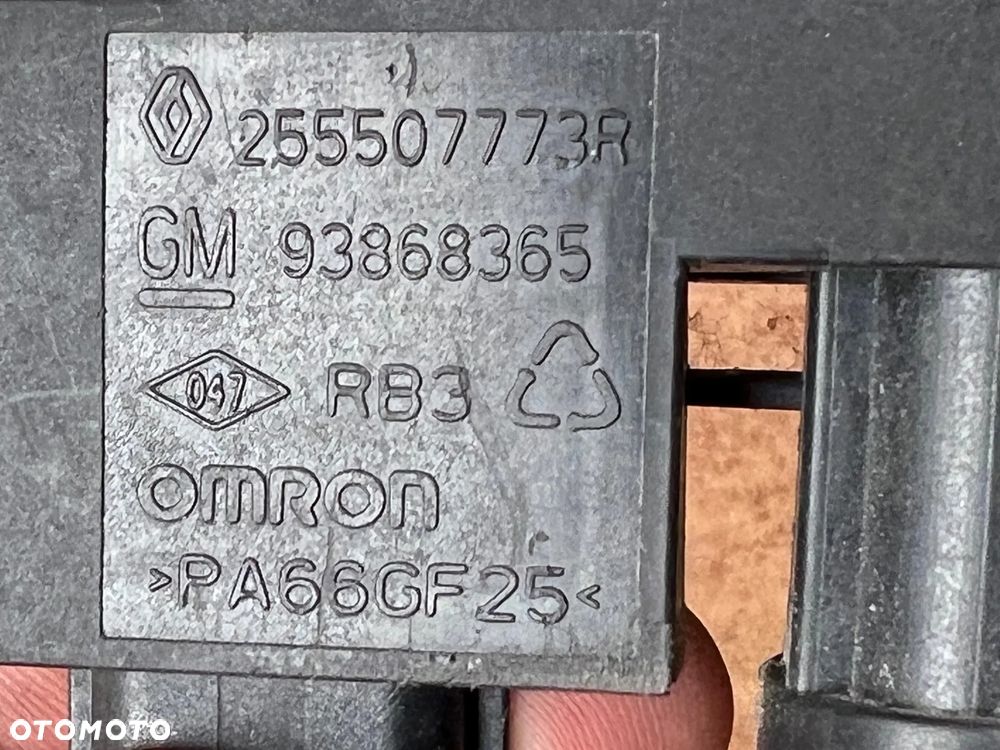 255507773R
GM 93868365
047 RB3
OMRON
>PA66GF25<
OTOMOTO